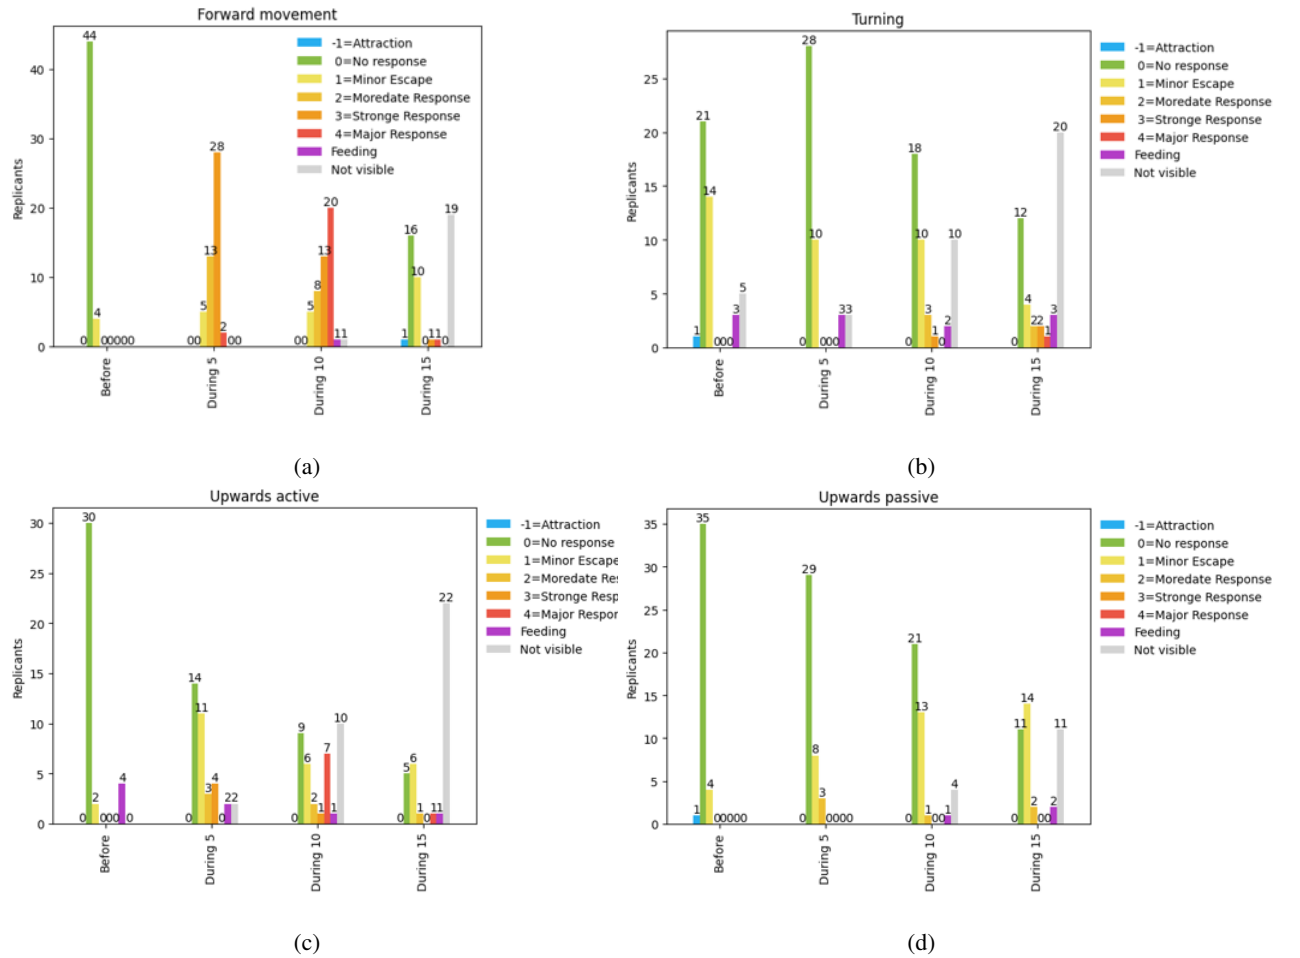 Forward movement
44
40
30
20
10
0
Replicants
-1=Attraction
0=No response
1=Minor Escape
2=Moredate Response
3=Stronge Response
4=Major Response
Feeding
Not visible
0 4 00000
00 5 13 28 2 00
00 5 8 13 20 11
1 16 10 0 11 0 19
Before
During 5
During 10
During 15
(a)
Turning
25
20
15
10
5
0
Replicants
-1=Attraction
0=No response
1=Minor Escape
2=Moredate Response
3=Stronge Response
4=Major Response
Feeding
Not visible
1 21 14 000 3 5
0 28 10 000 33
0 18 10 3 1 0 2 10
0 12 4 22 1 3 20
Before
During 5
During 10
During 15
(b)
Upwards active
30
25
20
15
10
5
0
Replicants
-1=Attraction
0=No response
1=Minor Escape
2=Moredate Res
3=Stronge Resp
4=Major Respor
Feeding
Not visible
0 30 2 000 4 0
0 14 11 3 4 0 22
0 9 6 2 1 7 1 10
0 5 6 1 0 11 22
Before
During 5
During 10
During 15
(c)
Upwards passive
35
30
25
20
15
10
5
0
Replicants
-1=Attraction
0=No response
1=Minor Escape
2=Moredate Response
3=Stronge Response
4=Major Response
Feeding
Not visible
1 35 4 00000
0 29 8 3 0000
0 21 13 1 00 1 4
0 11 14 2 00 2 11
Before
During 5
During 10
During 15
(d)